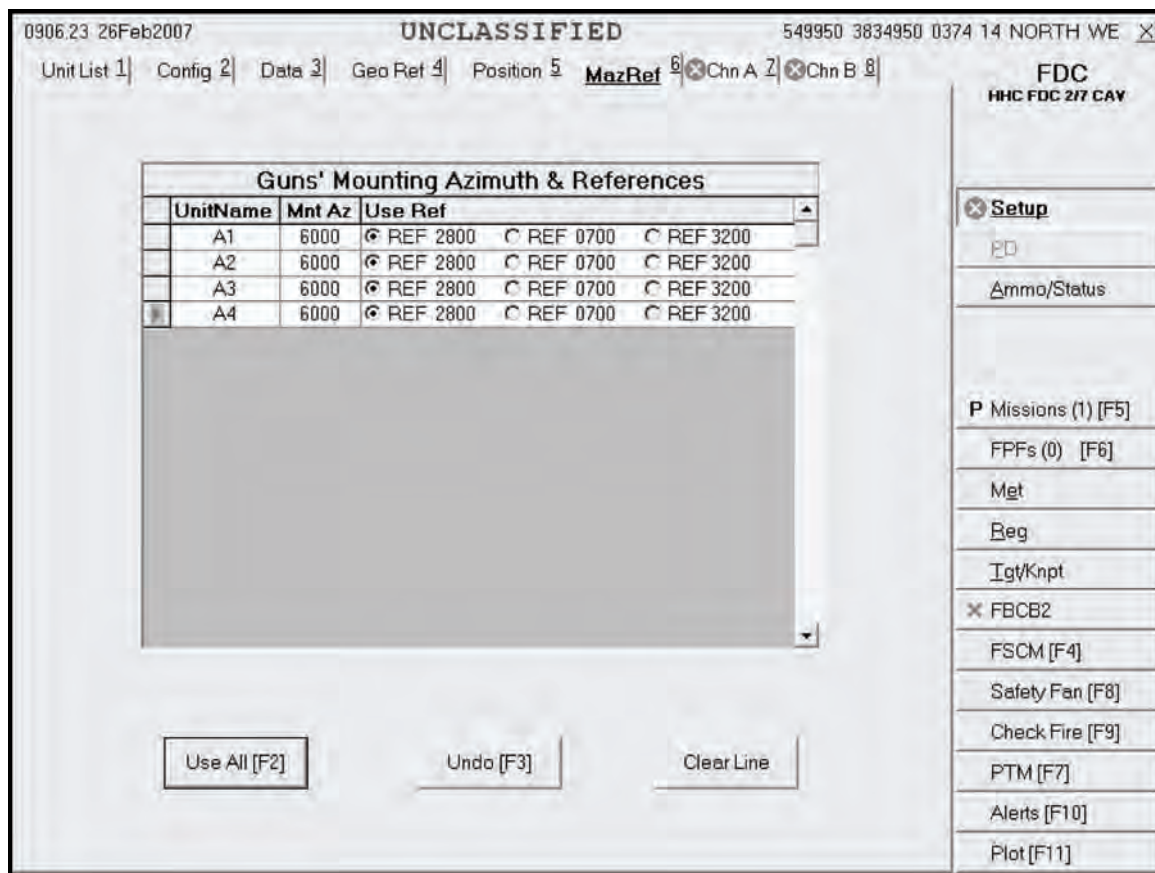 0906.23 26Feb2007 UNCLASSIFIED 549950 3834950 0374 14 NORTH WE X
Unit List 1 Config 2 Data 3 Geo Ref 4 Position 5 MazRef 6 Chn A 7 Chn B 8
FDC
HHC FDC 2/7 CAV
Guns' Mounting Azimuth & References
UnitName Mnt Az Use Ref
A1 6000 REF 2800 REF 0700 REF 3200
A2 6000 REF 2800 REF 0700 REF 3200
A3 6000 REF 2800 REF 0700 REF 3200
A4 6000 REF 2800 REF 0700 REF 3200
Use All [F2] Undo [F3] Clear Line
Setup
Ammo/Status
P Missions (1) [F5]
FPFs (0) [F6]
Met
Reg
Tgt/Knpt
FBCB2
FSCM [F4]
Safety Fan [F8]
Check Fire [F9]
PTM [F7]
Alerts [F10]
Plot [F11]